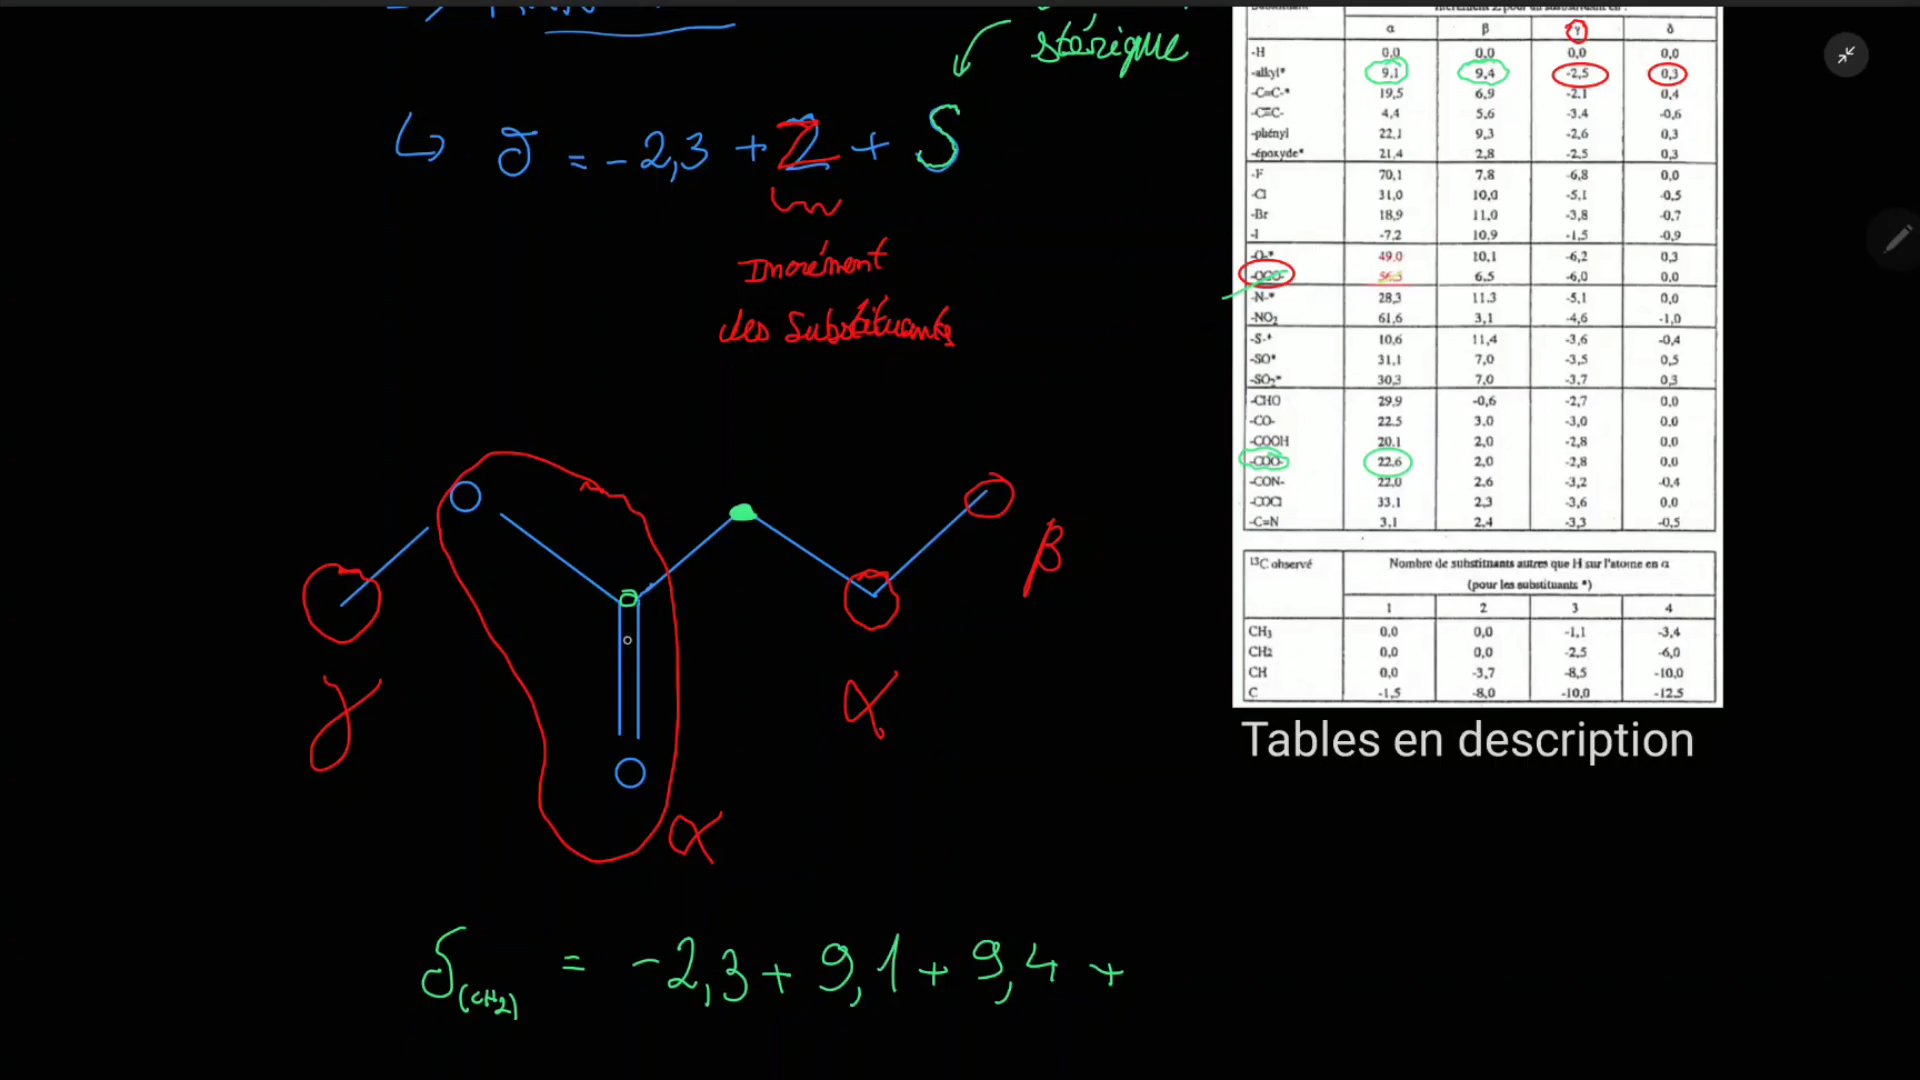 stérique
δ = -2,3 + Z + S
Incrément
des Substituants
β
γ
α
α
δ(CH2) = -2,3 + 9,1 + 9,4 +
Substituant Incrément Z pour un substituant en :
α β γ δ
-H 0,0 0,0 0,0 0,0
-alkyl* 9,1 9,4 -2,5 0,3
-C=C-* 19,5 6,9 -2,1 0,4
-C≡C- 4,4 5,6 -3,4 -0,6
-phényl 22,1 9,3 -2,6 0,3
-époxyde* 21,4 2,8 -2,5 0,3
-F 70,1 7,8 -6,8 0,0
-Cl 31,0 10,0 -5,1 -0,5
-Br 18,9 11,0 -3,8 -0,7
-I -7,2 10,9 -1,5 -0,9
-O-* 49,0 10,1 -6,2 0,3
-OCO- 56,5 6,5 -6,0 0,0
-N-* 28,3 11,3 -5,1 0,0
-NO2 61,6 3,1 -4,6 -1,0
-S-* 10,6 11,4 -3,6 -0,4
-SO* 31,1 7,0 -3,5 0,5
-SO2* 30,3 7,0 -3,7 0,3
-CHO 29,9 -0,6 -2,7 0,0
-CO- 22,5 3,0 -3,0 0,0
-COOH 20,1 2,0 -2,8 0,0
-COO- 22,6 2,0 -2,8 0,0
-CON- 22,0 2,6 -3,2 -0,4
-COCl 33,1 2,3 -3,6 0,0
-C≡N 3,1 2,4 -3,3 -0,5
13C observé Nombre de substituants autres que H sur l'atome en α
(pour les substituants *)
1 2 3 4
CH3 0,0 0,0 -1,1 -3,4
CH2 0,0 0,0 -2,5 -6,0
CH 0,0 -3,7 -8,5 -10,0
C -1,5 -8,0 -10,0 -12,5
Tables en description